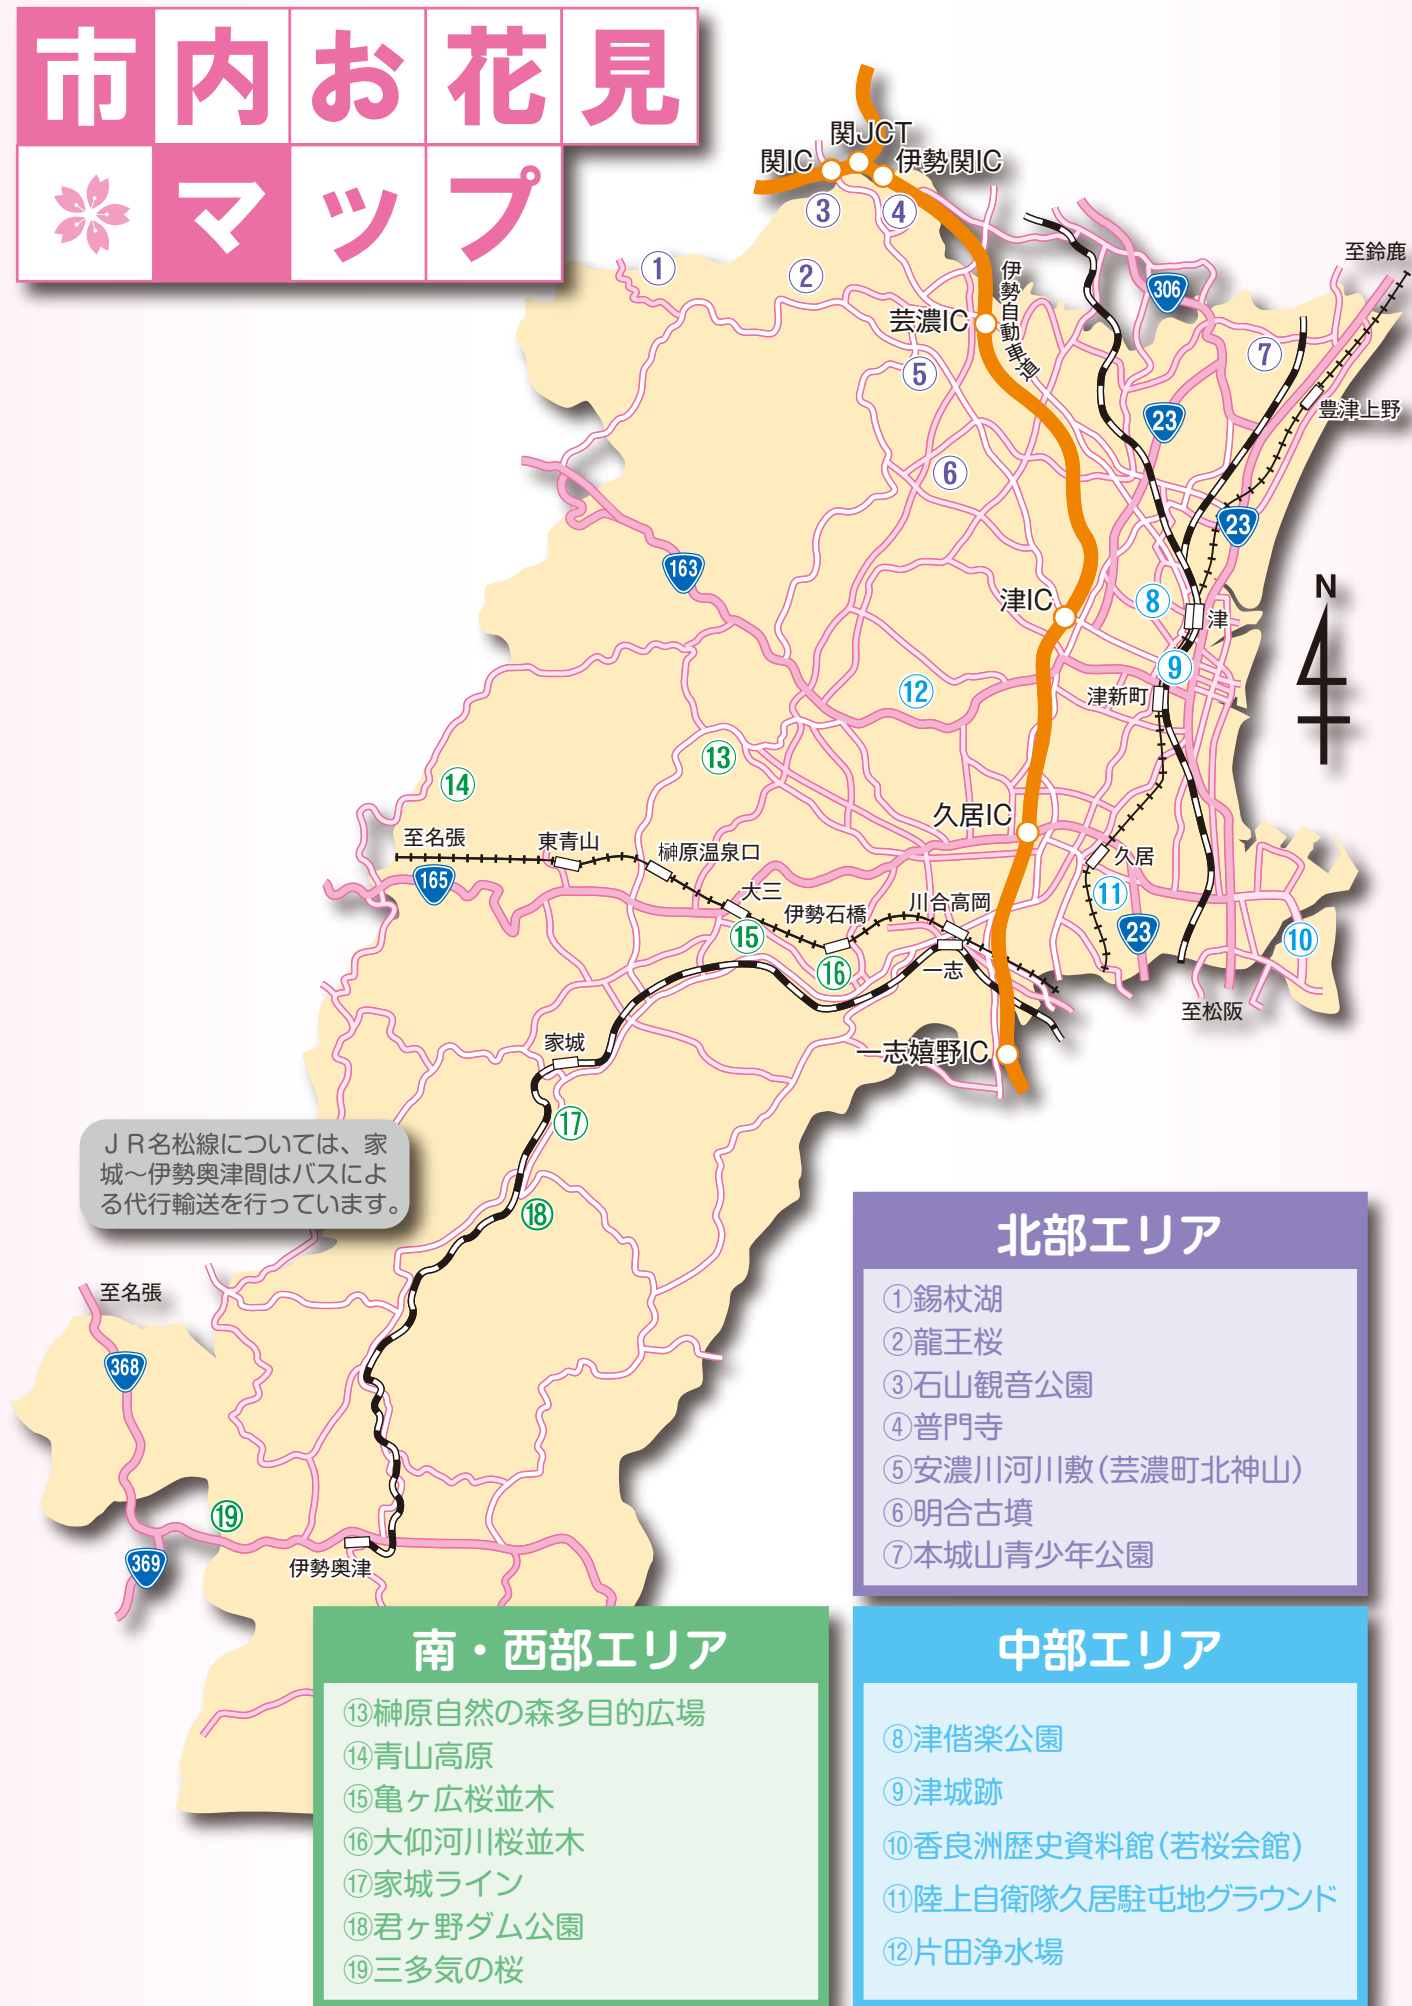 市内お花見
マップ
関JCT
関IC
伊勢関IC
③
④
①
②
至鈴鹿
306
伊勢自動車道
芸濃IC
⑦
⑤
豊津上野
23
⑥
23
163
N
津IC
⑧
津
⑨
⑫
津新町
⑬
⑭
久居IC
至名張
東青山
榊原温泉口
久居
165
大三
⑪
伊勢石橋
川合高岡
⑮
23
⑩
⑯
一志
至松阪
家城
一志嬉野IC
⑰
JR名松線については、家
城~伊勢奥津間はバスによ
る代行輸送を行っています。
⑱
至名張
368
⑲
369
伊勢奥津
北部エリア
①錫杖湖
②龍王桜
③石山観音公園
④普門寺
⑤安濃川河川敷(芸濃町北神山)
⑥明合古墳
⑦本城山青少年公園
南・西部エリア
⑬榊原自然の森多目的広場
⑭青山高原
⑮亀ヶ広桜並木
⑯大仰河川桜並木
⑰家城ライン
⑱君ヶ野ダム公園
⑲三多気の桜
中部エリア
⑧津偕楽公園
⑨津城跡
⑩香良洲歴史資料館(若桜会館)
⑪陸上自衛隊久居駐屯地グラウンド
⑫片田浄水場